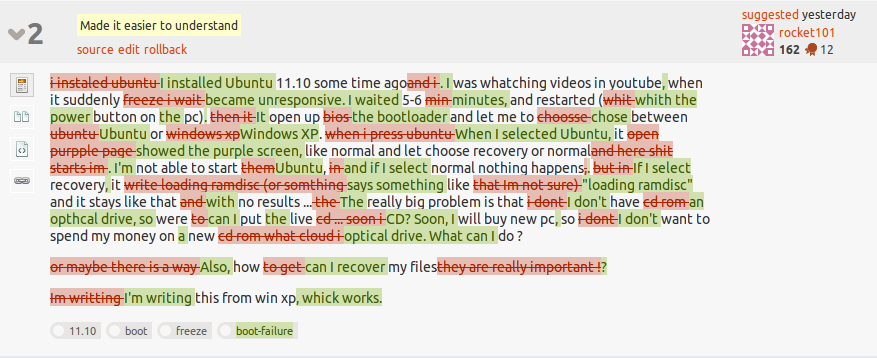 2
Made it easier to understand
suggested yesterday
source edit rollback
rocket101
162 12
i instaled ubuntu I installed Ubuntu 11.10 some time agoand i . I was whatching videos in youtube, when
it suddenly freeze i wait became unresponsive. I waited 5-6 min minutes, and restarted (whit whith the
power button on the pc). then it It open up bios the bootloader and let me to choosse chose between
ubuntu Ubuntu or windows xpWindows XP. when i press ubuntu When I selected Ubuntu, it open
purpple page showed the purple screen, like normal and let choose recovery or normaland here shit
starts im . I'm not able to start themUbuntu, in and if I select normal nothing happens,. but in If I select
recovery, it write loading ramdisc (or somthing says something like that Im not sure) "loading ramdisc"
and it stays like that and with no results ... the The really big problem is that i dont I don't have cd rom an
opthcal drive, so were to can I put the live cd ... soon i CD? Soon, I will buy new pc, so i dont I don't want to
spend my money on a new cd rom what cloud i optical drive. What can I do ?
or maybe there is a way Also, how to get can I recover my filesthey are really important !?
Im writting I'm writing this from win xp, whick works.
11.10 boot freeze boot-failure